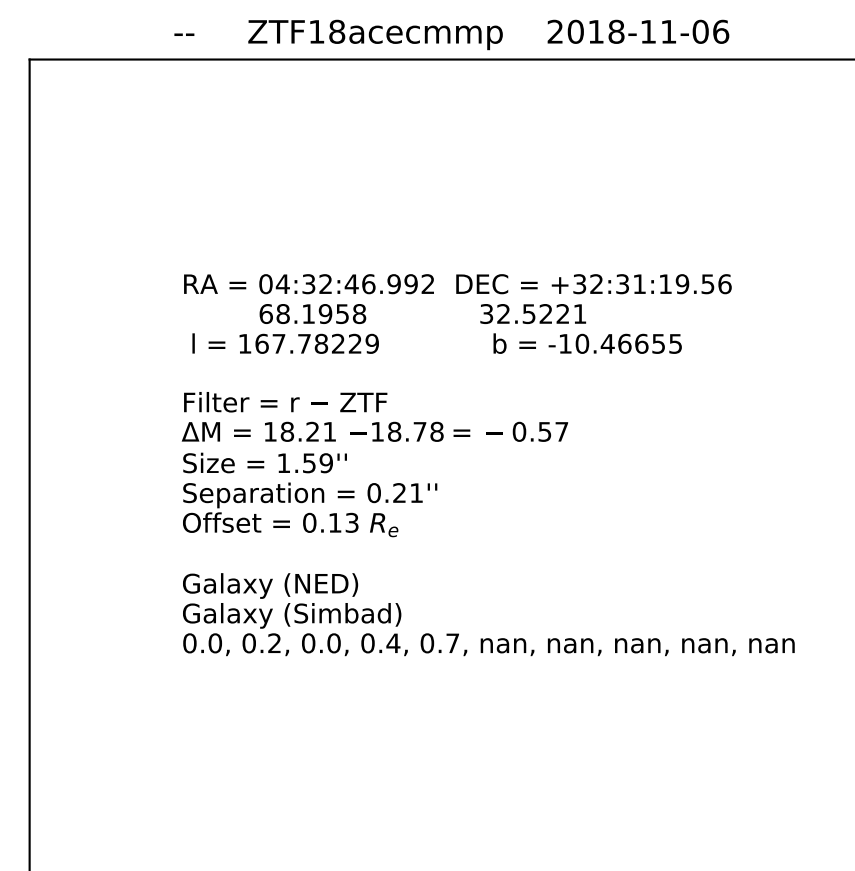 -- ZTF18acecmmp 2018-11-06
RA = 04:32:46.992 DEC = +32:31:19.56
68.1958 32.5221
l = 167.78229 b = -10.46655
Filter = r − ZTF
ΔM = 18.21 −18.78 = − 0.57
Size = 1.59''
Separation = 0.21''
Offset = 0.13 Rₑ
Galaxy (NED)
Galaxy (Simbad)
0.0, 0.2, 0.0, 0.4, 0.7, nan, nan, nan, nan, nan